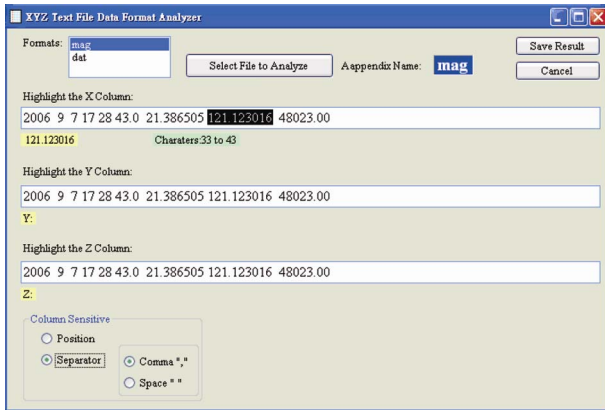 XYZ Text File Data Format Analyzer
Formats: mag
dat
Select File to Analyze
Aappendix Name: mag
Save Result
Cancel
Highlight the X Column:
2006 9 7 17 28 43.0 21.386505 121.123016 48023.00
121.123016 Charaters:33 to 43
Highlight the Y Column:
2006 9 7 17 28 43.0 21.386505 121.123016 48023.00
Y:
Highlight the Z Column:
2006 9 7 17 28 43.0 21.386505 121.123016 48023.00
Z:
Column Sensitive
Position
Separator
Comma ","
Space " "